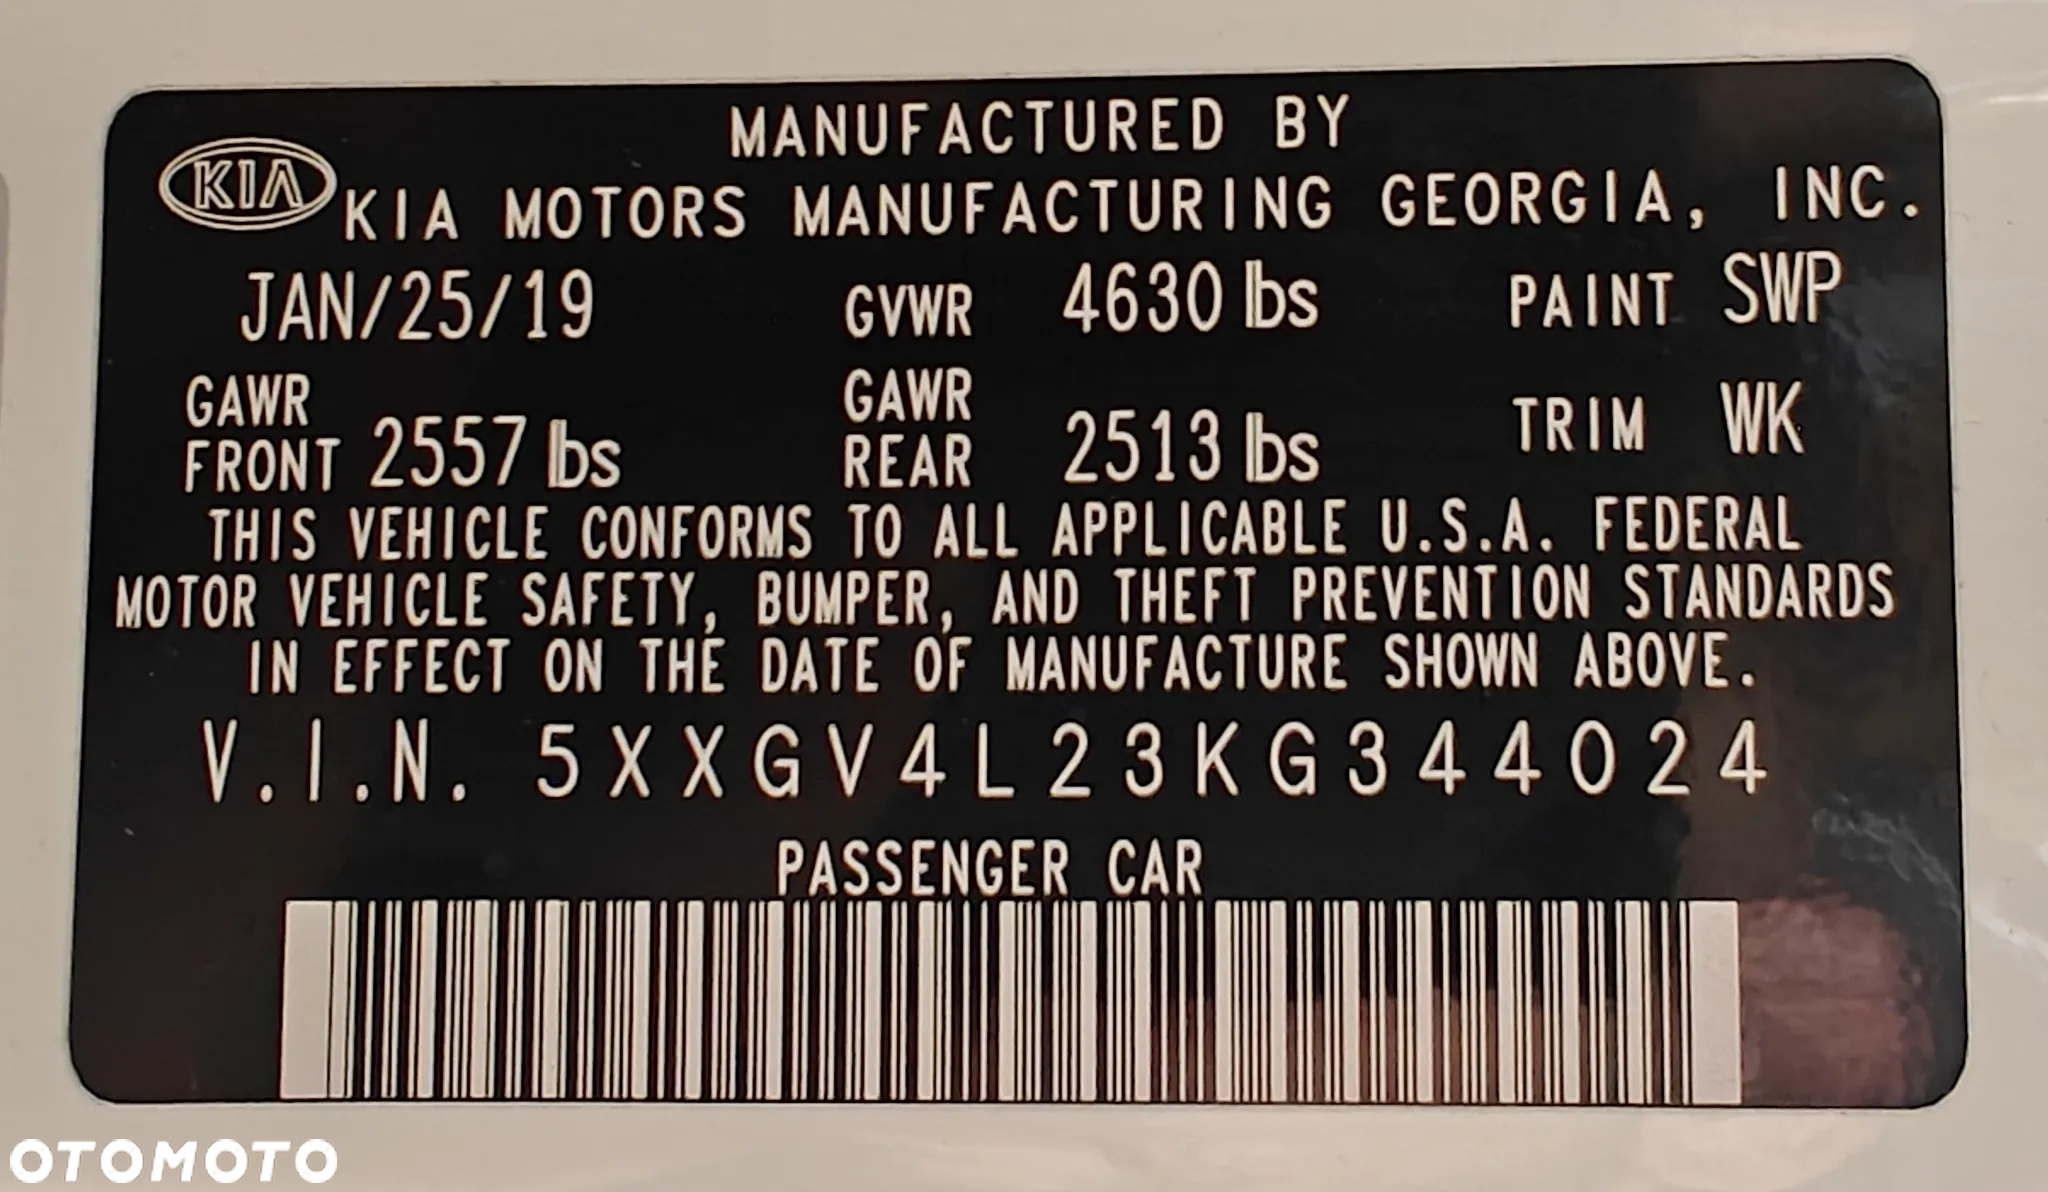 MANUFACTURED BY
KIA KIA MOTORS MANUFACTURING GEORGIA, INC.
JAN/25/19 GVWR 4630 lbs PAINT SWP
GAWR FRONT 2557 lbs GAWR REAR 2513 lbs TRIM WK
THIS VEHICLE CONFORMS TO ALL APPLICABLE U.S.A. FEDERAL
MOTOR VEHICLE SAFETY, BUMPER, AND THEFT PREVENTION STANDARDS
IN EFFECT ON THE DATE OF MANUFACTURE SHOWN ABOVE.
V.I.N. 5XXGV4L23KG344024
PASSENGER CAR
OTOMOTO